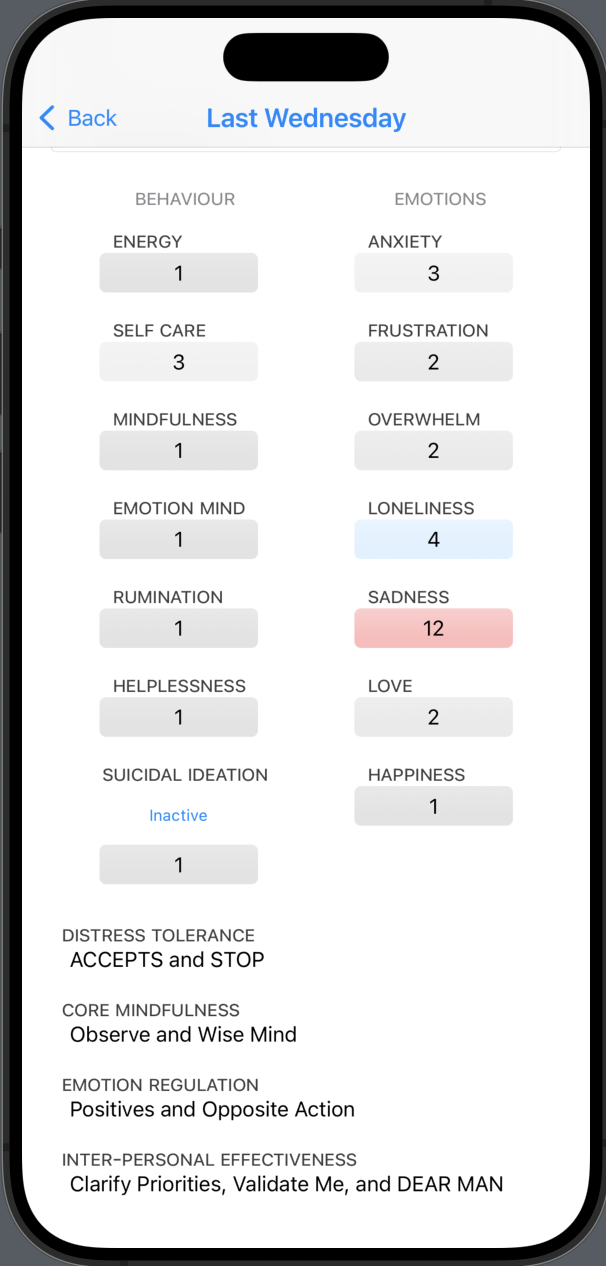 Back
Last Wednesday
BEHAVIOUR
EMOTIONS
ENERGY
1
ANXIETY
3
SELF CARE
3
FRUSTRATION
2
MINDFULNESS
1
OVERWHELM
2
EMOTION MIND
1
LONELINESS
4
RUMINATION
1
SADNESS
12
HELPLESSNESS
1
LOVE
2
SUICIDAL IDEATION
Inactive
1
HAPPINESS
1
DISTRESS TOLERANCE
ACCEPTS and STOP
CORE MINDFULNESS
Observe and Wise Mind
EMOTION REGULATION
Positives and Opposite Action
INTER-PERSONAL EFFECTIVENESS
Clarify Priorities, Validate Me, and DEAR MAN